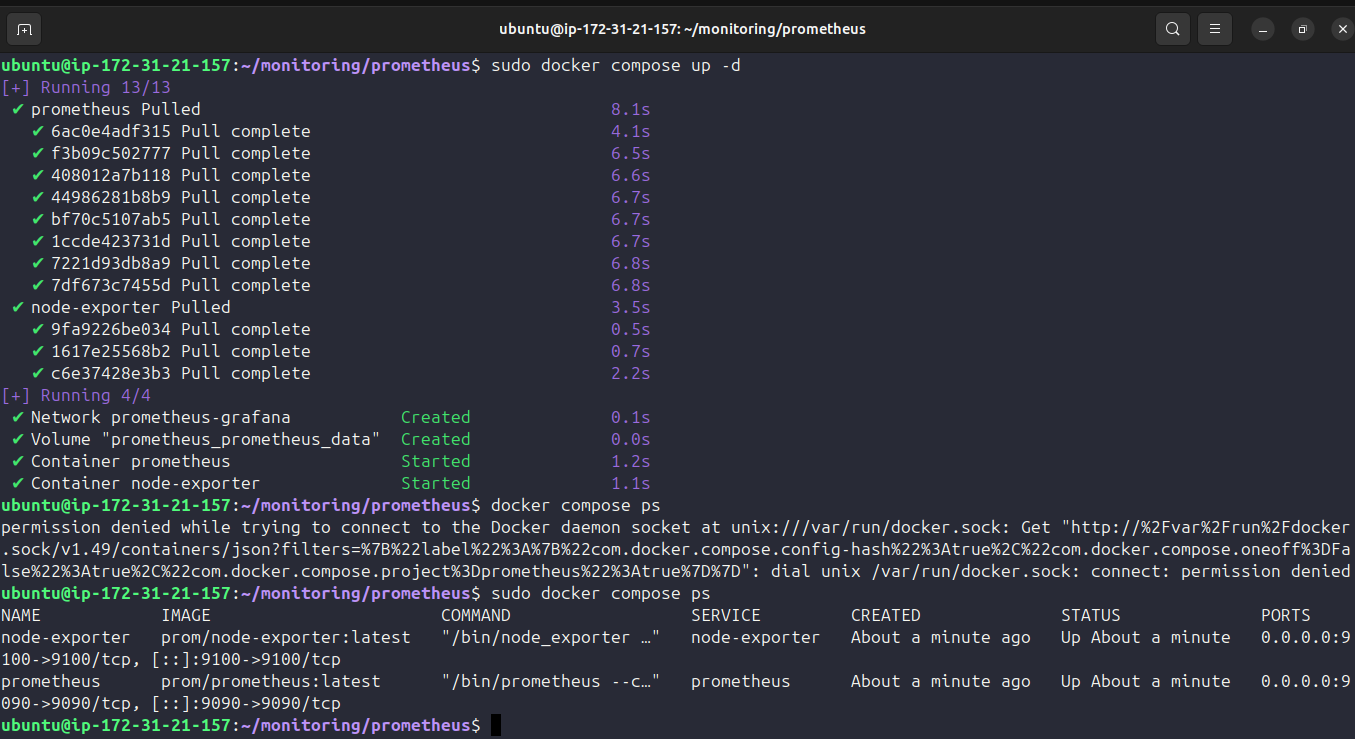 ubuntu@ip-172-31-21-157: ~/monitoring/prometheus
ubuntu@ip-172-31-21-157:~/monitoring/prometheus$ sudo docker compose up -d
[+] Running 13/13
✔ prometheus Pulled 8.1s
✔ 6ac0e4adf315 Pull complete 4.1s
✔ f3b09c502777 Pull complete 6.5s
✔ 408012a7b118 Pull complete 6.6s
✔ 44986281b8b9 Pull complete 6.7s
✔ bf70c5107ab5 Pull complete 6.7s
✔ 1ccde423731d Pull complete 6.7s
✔ 7221d93db8a9 Pull complete 6.8s
✔ 7df673c7455d Pull complete 6.8s
✔ node-exporter Pulled 3.5s
✔ 9fa9226be034 Pull complete 0.5s
✔ 1617e25568b2 Pull complete 0.7s
✔ c6e37428e3b3 Pull complete 2.2s
[+] Running 4/4
✔ Network prometheus-grafana Created 0.1s
✔ Volume "prometheus_prometheus_data" Created 0.0s
✔ Container prometheus Started 1.2s
✔ Container node-exporter Started 1.1s
ubuntu@ip-172-31-21-157:~/monitoring/prometheus$ docker compose ps
permission denied while trying to connect to the Docker daemon socket at unix:///var/run/docker.sock: Get "http://%2Fvar%2Frun%2Fdocker
.sock/v1.49/containers/json?filters=%7B%22label%22%3A%7B%22com.docker.compose.config-hash%22%3Atrue%2C%22com.docker.compose.oneoff%3DFa
lse%22%3Atrue%2C%22com.docker.compose.project%3Dprometheus%22%3Atrue%7D%7D": dial unix /var/run/docker.sock: connect: permission denied
ubuntu@ip-172-31-21-157:~/monitoring/prometheus$ sudo docker compose ps
NAME IMAGE COMMAND SERVICE CREATED STATUS PORTS
node-exporter prom/node-exporter:latest "/bin/node_exporter …" node-exporter About a minute ago Up About a minute 0.0.0.0:9
100->9100/tcp, [::]:9100->9100/tcp
prometheus prom/prometheus:latest "/bin/prometheus --c…" prometheus About a minute ago Up About a minute 0.0.0.0:9
090->9090/tcp, [::]:9090->9090/tcp
ubuntu@ip-172-31-21-157:~/monitoring/prometheus$